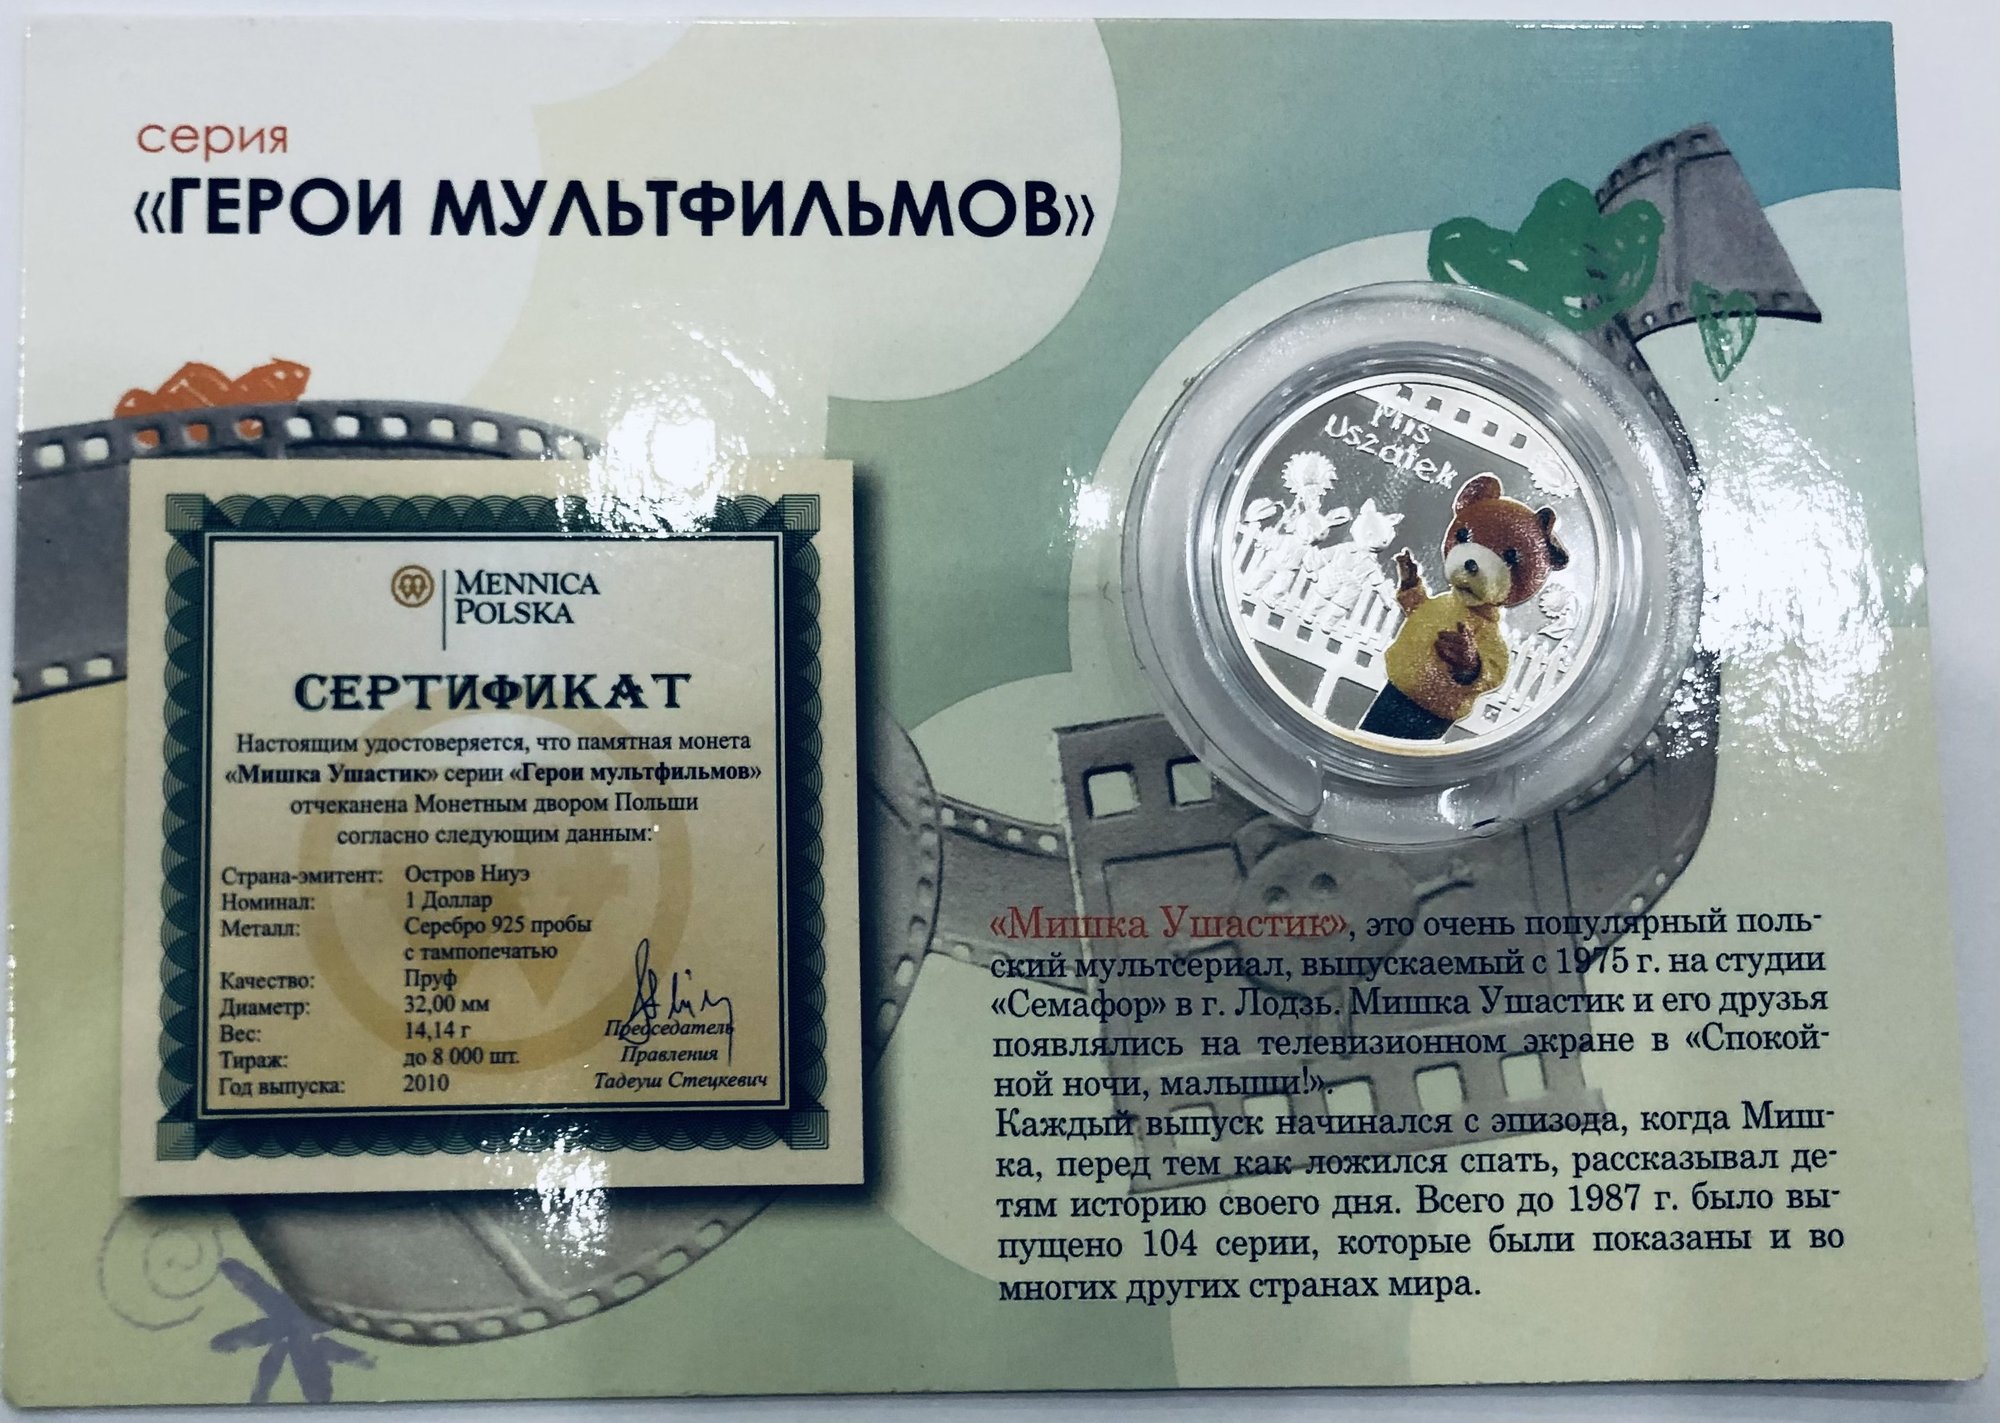 серия
«ГЕРОИ МУЛЬТФИЛЬМОВ»
MENNICA
POLSKA
СЕРТИФИКАТ
Настоящим удостоверяется, что памятная монета
«Мишка Ушастик» серии «Герои мультфильмов»
отчеканена Монетным двором Польши
согласно следующим данным:
Страна-эмитент: Остров Ниуэ
Номинал: 1 Доллар
Металл: Серебро 925 пробы
с тампопечатью
Качество: Пруф
Диаметр: 32,00 мм
Вес: 14,14 г
Тираж: до 8 000 шт.
Год выпуска: 2010
Председатель
Правления
Тадеуш Стецкевич
Miś
Uszatek
«Мишка Ушастик», это очень популярный поль-
ский мультсериал, выпускаемый с 1975 г. на студии
«Семафор» в г. Лодзь. Мишка Ушастик и его друзья
появлялись на телевизионном экране в «Спокой-
ной ночи, малыши!».
Каждый выпуск начинался с эпизода, когда Миш-
ка, перед тем как ложился спать, рассказывал де-
тям историю своего дня. Всего до 1987 г. было вы-
пущено 104 серии, которые были показаны и во
многих других странах мира.